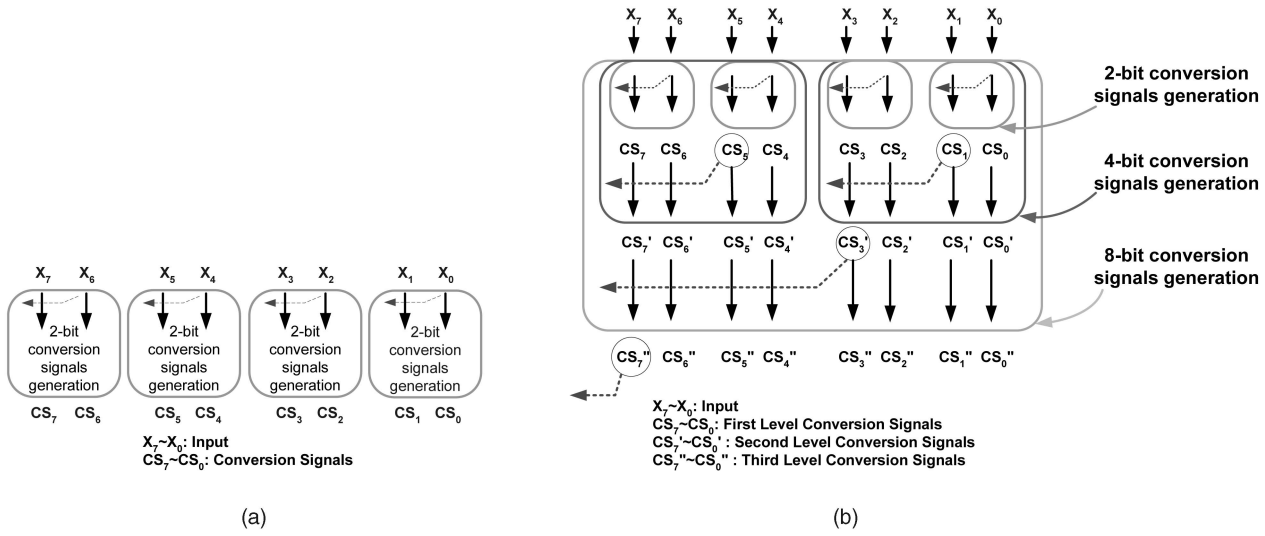 X7 X6 X5 X4 X3 X2 X1 X0
2-bit conversion signals generation
2-bit conversion signals generation
2-bit conversion signals generation
2-bit conversion signals generation
CS7 CS6 CS5 CS4 CS3 CS2 CS1 CS0
X7~X0: Input
CS7~CS0: Conversion Signals
(a)
X7 X6 X5 X4 X3 X2 X1 X0
2-bit conversion
signals generation
CS7 CS6 CS5 CS4 CS3 CS2 CS1 CS0
4-bit conversion
signals generation
CS7' CS6' CS5' CS4' CS3' CS2' CS1' CS0'
8-bit conversion
signals generation
CS7" CS6" CS5" CS4" CS3" CS2" CS1" CS0"
X7~X0: Input
CS7~CS0: First Level Conversion Signals
CS7'~CS0' : Second Level Conversion Signals
CS7"~CS0" : Third Level Conversion Signals
(b)